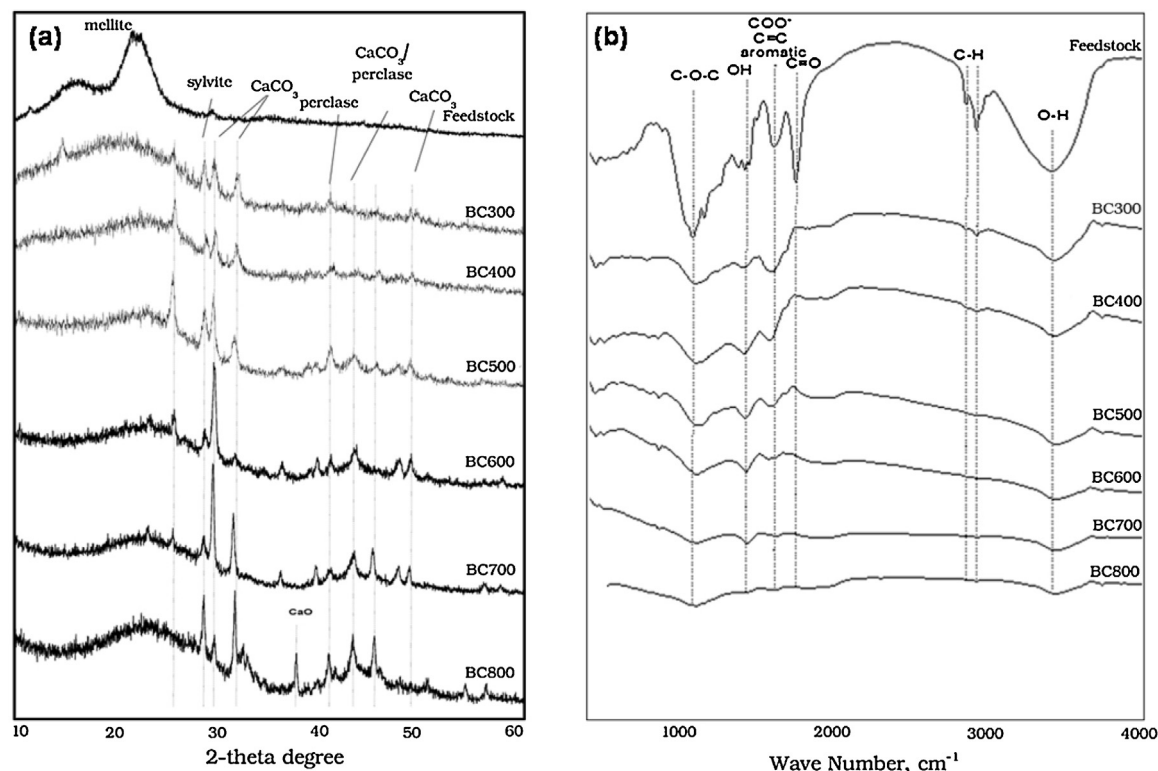 (a)
mellite
sylvite
CaCO3
perclase
CaCO3/
perclase
CaCO3
Feedstock
BC300
BC400
BC500
BC600
BC700
CaO
BC800
10 20 30 40 50 60
2-theta degree
(b)
C-O-C
OH
COO-
C=C
aromatic
C=O
C-H
O-H
Feedstock
BC300
BC400
BC500
BC600
BC700
BC800
1000 2000 3000 4000
Wave Number, cm-1